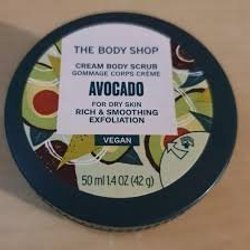 THE BODY SHOP
CREAM BODY SCRUB
GOMMAGE CORPS CRÈME
AVOCADO
FOR DRY SKIN
RICH & SMOOTHING
EXFOLIATION
VEGAN
50 ml 1.4 OZ (42 g)